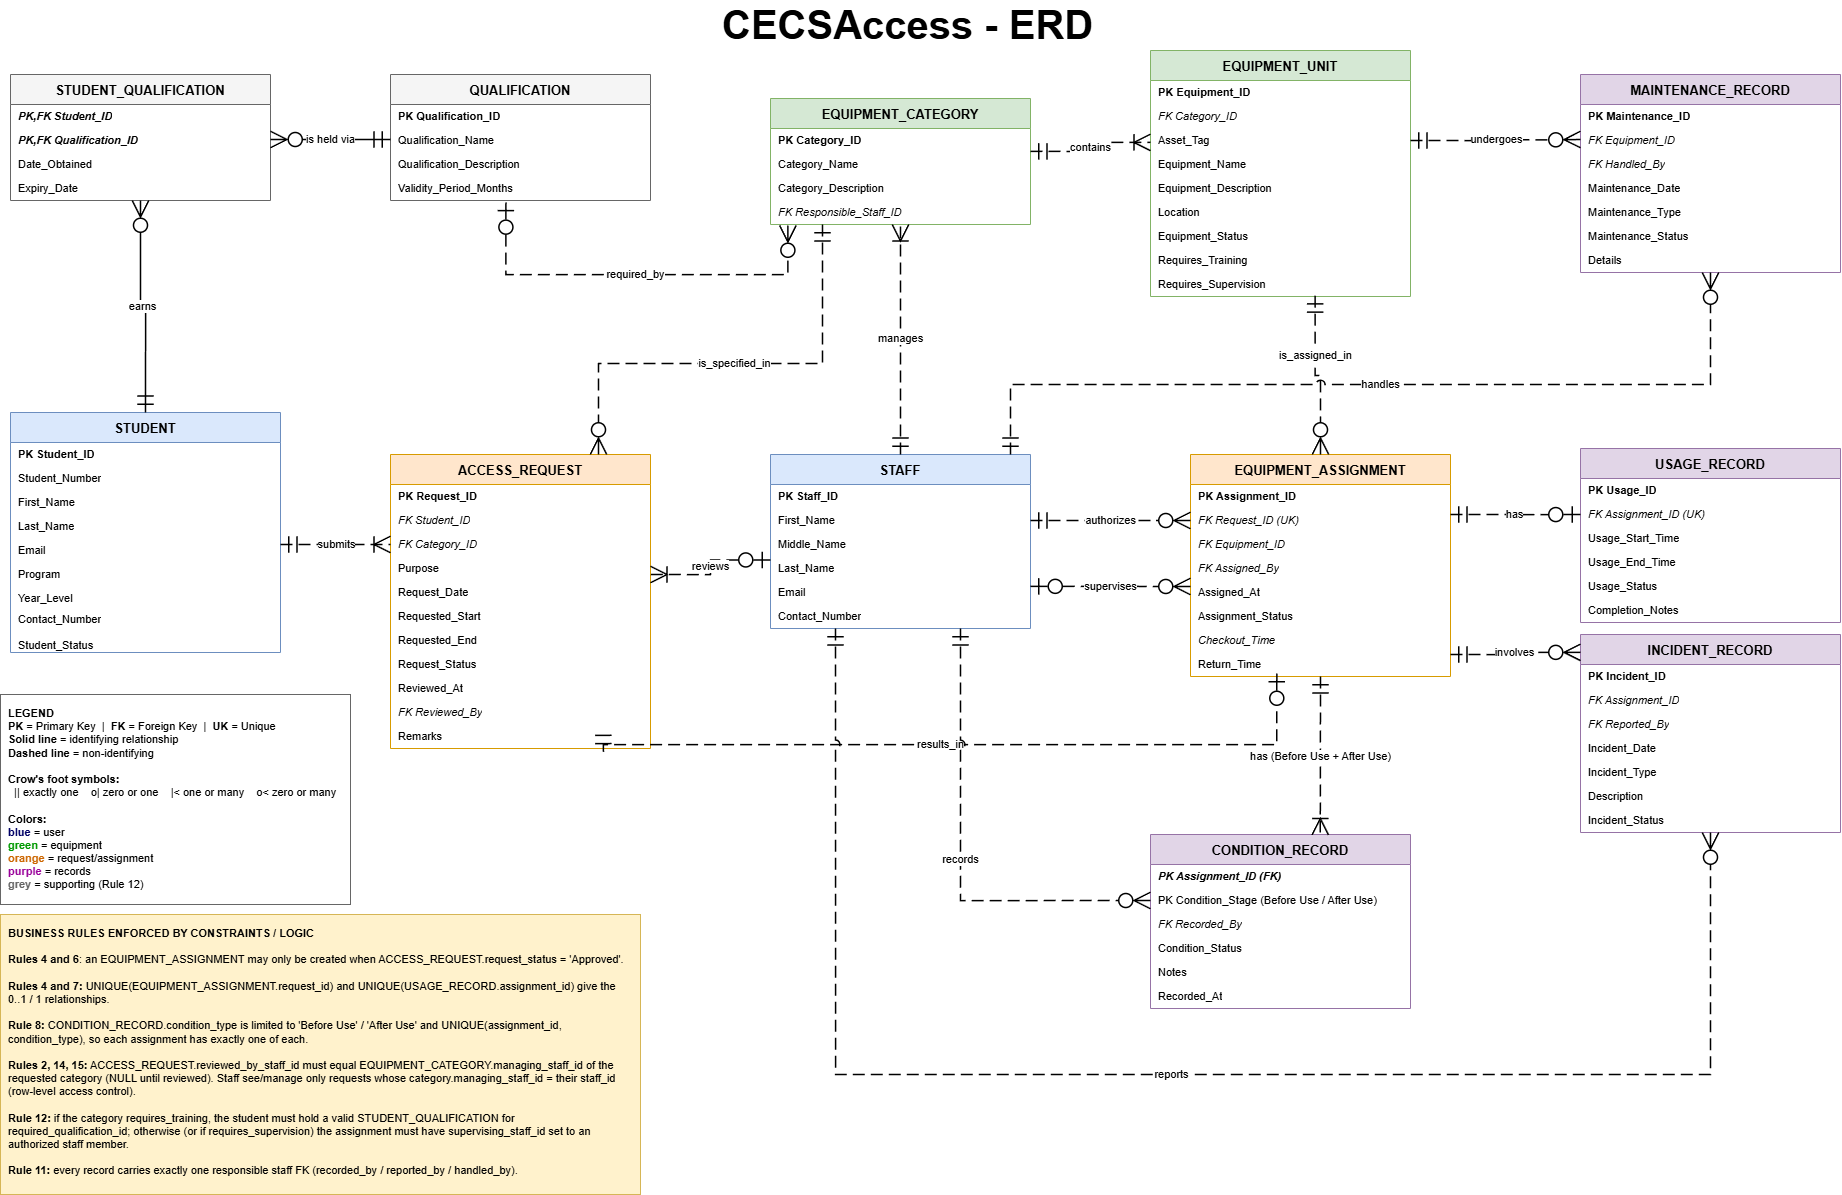 CECSAccess - ERD
STUDENT_QUALIFICATION
PK,FK Student_ID
PK,FK Qualification_ID
Date_Obtained
Expiry_Date
is held via
QUALIFICATION
PK Qualification_ID
Qualification_Name
Qualification_Description
Validity_Period_Months
required_by
EQUIPMENT_CATEGORY
PK Category_ID
Category_Name
Category_Description
FK Responsible_Staff_ID
contains
EQUIPMENT_UNIT
PK Equipment_ID
FK Category_ID
Asset_Tag
Equipment_Name
Equipment_Description
Location
Equipment_Status
Requires_Training
Requires_Supervision
undergoes
MAINTENANCE_RECORD
PK Maintenance_ID
FK Equipment_ID
FK Handled_By
Maintenance_Date
Maintenance_Type
Maintenance_Status
Details
earns
is_specified_in
manages
is_assigned_in
handles
STUDENT
PK Student_ID
Student_Number
First_Name
Last_Name
Email
Program
Year_Level
Contact_Number
Student_Status
submits
ACCESS_REQUEST
PK Request_ID
FK Student_ID
FK Category_ID
Purpose
Request_Date
Requested_Start
Requested_End
Request_Status
Reviewed_At
FK Reviewed_By
Remarks
reviews
STAFF
PK Staff_ID
First_Name
Middle_Name
Last_Name
Email
Contact_Number
authorizes
supervises
EQUIPMENT_ASSIGNMENT
PK Assignment_ID
FK Request_ID (UK)
FK Equipment_ID
FK Assigned_By
Assigned_At
Assignment_Status
Checkout_Time
Return_Time
has
involves
USAGE_RECORD
PK Usage_ID
FK Assignment_ID (UK)
Usage_Start_Time
Usage_End_Time
Usage_Status
Completion_Notes
INCIDENT_RECORD
PK Incident_ID
FK Assignment_ID
FK Reported_By
Incident_Date
Incident_Type
Description
Incident_Status
results_in
has (Before Use + After Use)
records
CONDITION_RECORD
PK Assignment_ID (FK)
PK Condition_Stage (Before Use / After Use)
FK Recorded_By
Condition_Status
Notes
Recorded_At
reports
LEGEND
PK = Primary Key | FK = Foreign Key | UK = Unique
Solid line = identifying relationship
Dashed line = non-identifying
Crow's foot symbols:
|| exactly one o| zero or one |< one or many o< zero or many
Colors:
blue = user
green = equipment
orange = request/assignment
purple = records
grey = supporting (Rule 12)
BUSINESS RULES ENFORCED BY CONSTRAINTS / LOGIC
Rules 4 and 6: an EQUIPMENT_ASSIGNMENT may only be created when ACCESS_REQUEST.request_status = 'Approved'.
Rules 4 and 7: UNIQUE(EQUIPMENT_ASSIGNMENT.request_id) and UNIQUE(USAGE_RECORD.assignment_id) give the
0..1 / 1 relationships.
Rule 8: CONDITION_RECORD.condition_type is limited to 'Before Use' / 'After Use' and UNIQUE(assignment_id,
condition_type), so each assignment has exactly one of each.
Rules 2, 14, 15: ACCESS_REQUEST.reviewed_by_staff_id must equal EQUIPMENT_CATEGORY.managing_staff_id of the
requested category (NULL until reviewed). Staff see/manage only requests whose category.managing_staff_id = their staff_id
(row-level access control).
Rule 12: if the category requires_training, the student must hold a valid STUDENT_QUALIFICATION for
required_qualification_id; otherwise (or if requires_supervision) the assignment must have supervising_staff_id set to an
authorized staff member.
Rule 11: every record carries exactly one responsible staff FK (recorded_by / reported_by / handled_by).